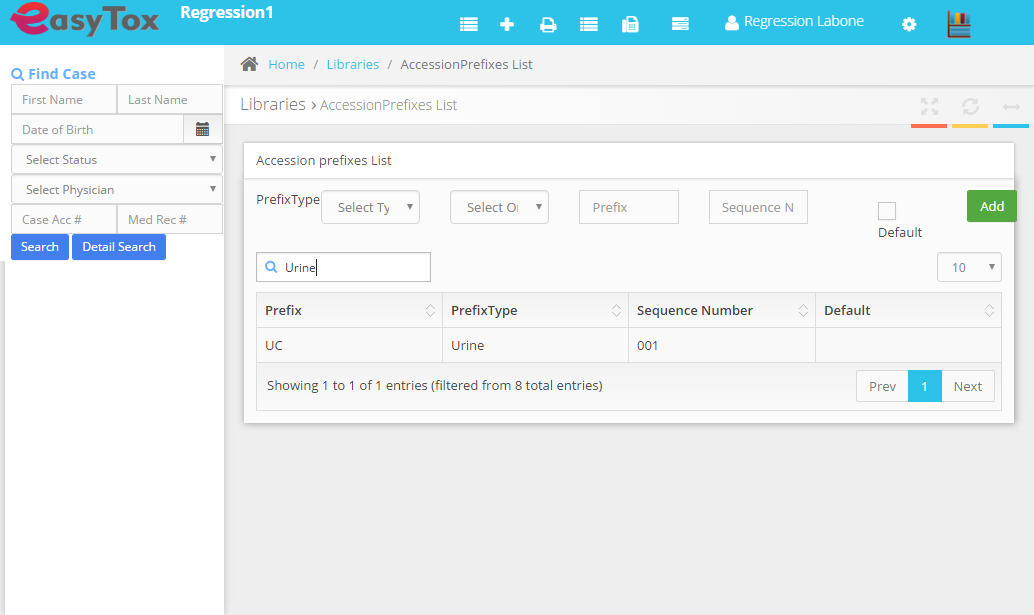 easyTox
Regression1
Regression Labone
Find Case
First Name Last Name
Date of Birth
Select Status
Select Physician
Case Acc # Med Rec #
Search Detail Search
Home / Libraries / AccessionPrefixes List
Libraries › AccessionPrefixes List
Accession prefixes List
PrefixType Select Ty Select Or Prefix Sequence N Default Add
Urine 10
Prefix PrefixType Sequence Number Default
UC Urine 001
Showing 1 to 1 of 1 entries (filtered from 8 total entries) Prev 1 Next